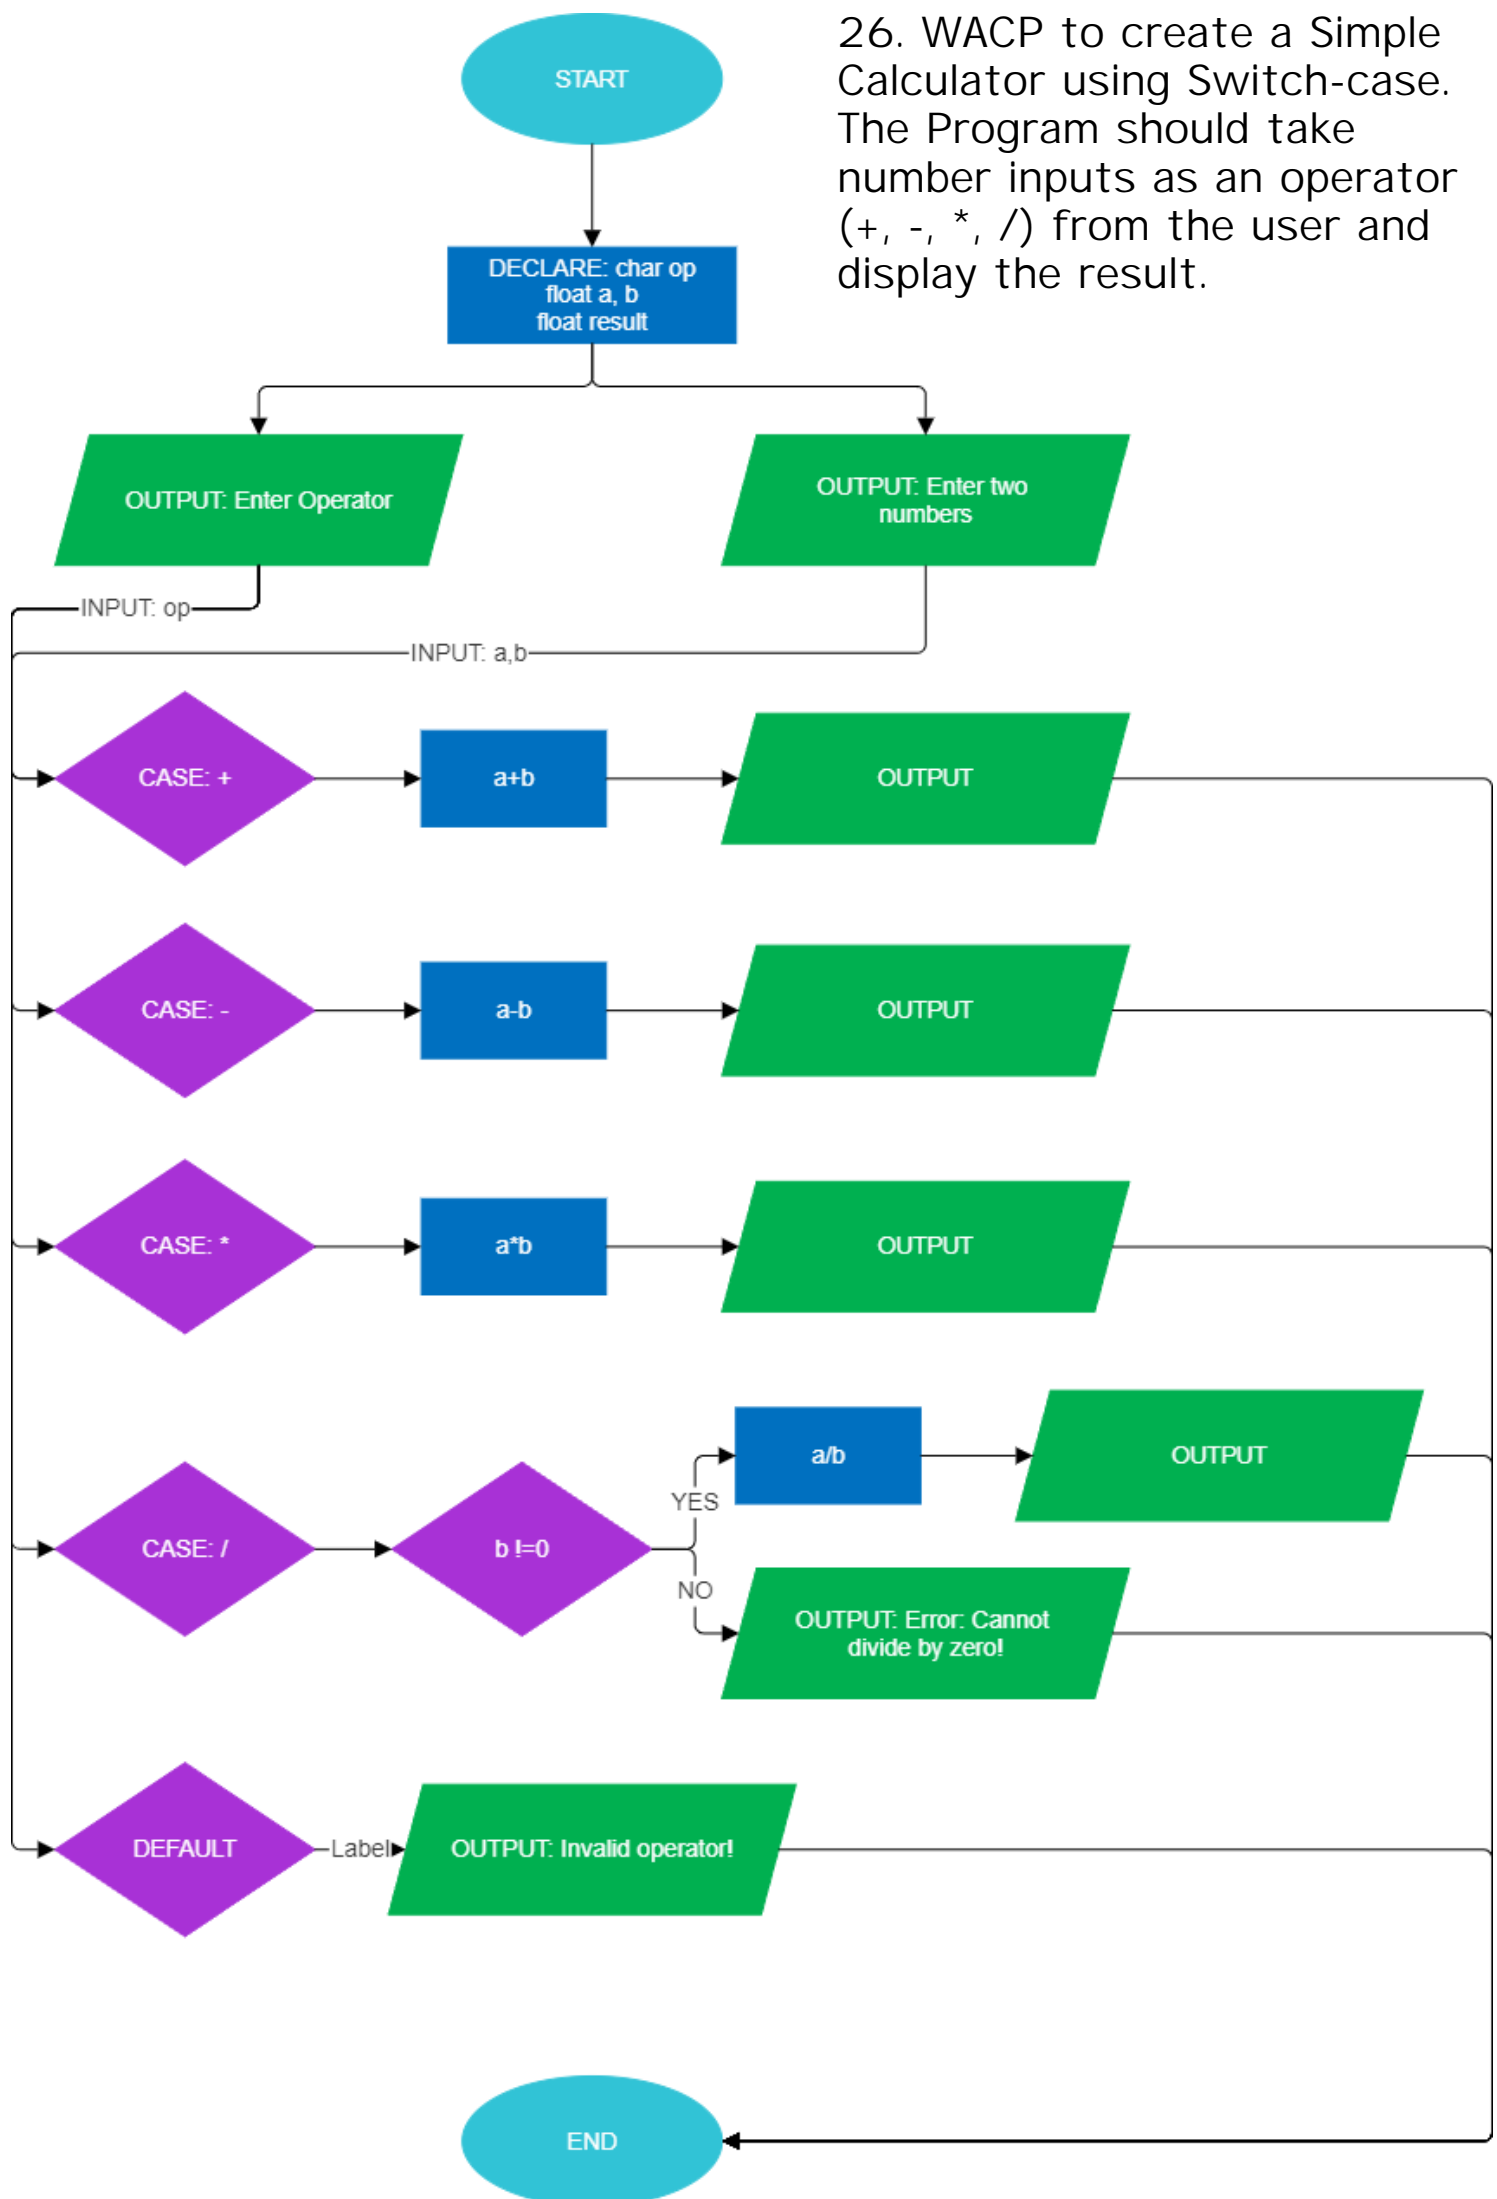 26. WACP to create a Simple
Calculator using Switch-case.
The Program should take
number inputs as an operator
(+, -, *, /) from the user and
display the result.
START
DECLARE: char op
float a, b
float result
OUTPUT: Enter Operator
OUTPUT: Enter two
numbers
INPUT: op
INPUT: a,b
CASE: +
a+b
OUTPUT
CASE: -
a-b
OUTPUT
CASE: *
a*b
OUTPUT
CASE: /
b !=0
YES
a/b
OUTPUT
NO
OUTPUT: Error: Cannot
divide by zero!
DEFAULT
Label
OUTPUT: Invalid operator!
END